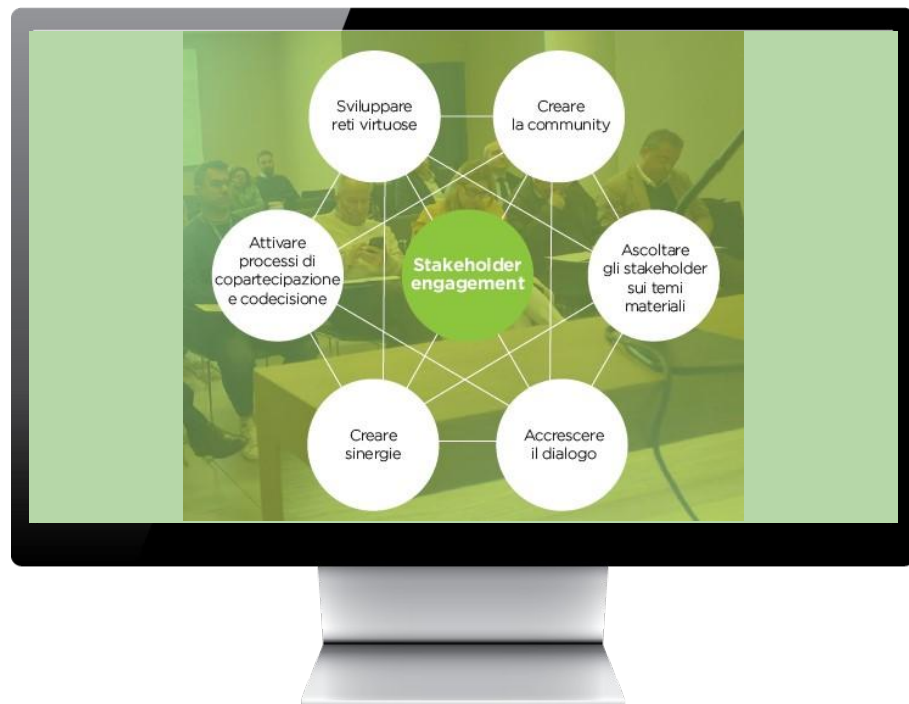 Sviluppare
reti virtuose
Creare
la community
Attivare
processi di
copartecipazione
e codecisione
Stakeholder
engagement
Ascoltare
gli stakeholder
sui temi
materiali
Creare
sinergie
Accrescere
il dialogo